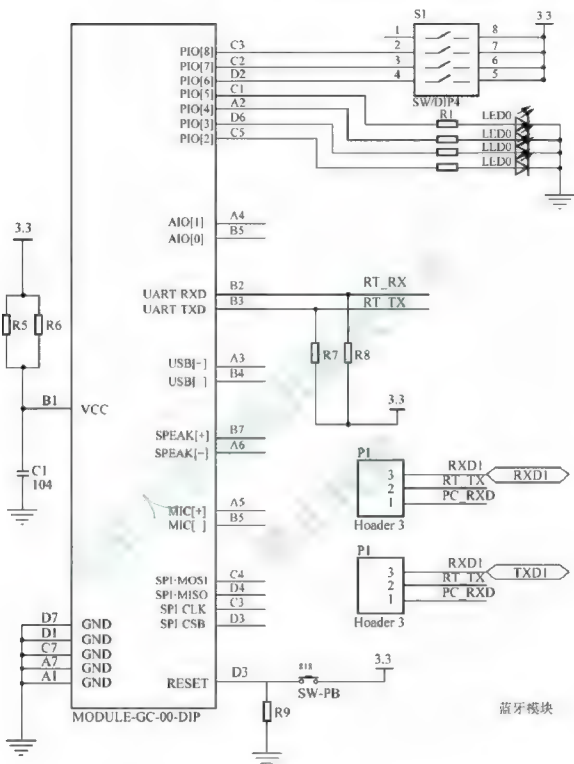 S1
3 3
1
8
C3
PIO[8]
2
7
C2
PIO[7]
3
6
D2
PIO[6]
4
5
C1
PIO[5]
SW/DIP4
A2
PIO[4]
R1
LED0
D6
PIO[3]
LED0
C5
PIO[2]
LED0
LED0
A4
AIO[1]
B5
AIO[0]
3.3
B2
UART RXD
RT_RX
B3
UART TXD
RT_TX
R5
R6
R7
R8
A3
USB[-]
B4
USB[ ]
3.3
B1
VCC
B7
SPEAK[+]
A6
SPEAK[-]
P1
3
RXD1
RXD1
2
RT_TX
1
PC_RXD
Hoader 3
C1
104
A5
MIC[+]
B5
MIC[ ]
P1
3
RXD1
TXD1
2
RT_TX
1
PC_RXD
Hoader 3
C4
SPI-MOSI
D4
SPI-MISO
C3
SPI CLK
D3
SPI CSB
D7
GND
D1
GND
C7
GND
A7
GND
A1
GND
D3
RESET
SW-PB
3.3
R9
MODULE-GC-00-DIP
蓝牙模块